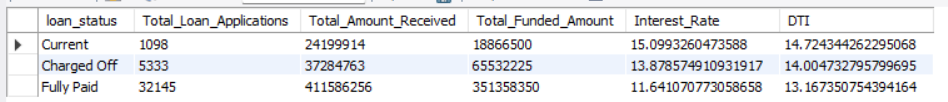 loan_status Total_Loan_Applications Total_Amount_Received Total_Funded_Amount Interest_Rate DTI
Current 1098 24199914 18866500 15.0993260473588 14.724344262295068
Charged Off 5333 37284763 65532225 13.878574910931917 14.004732795799695
Fully Paid 32145 411586256 351358350 11.641070773058658 13.167350754394164